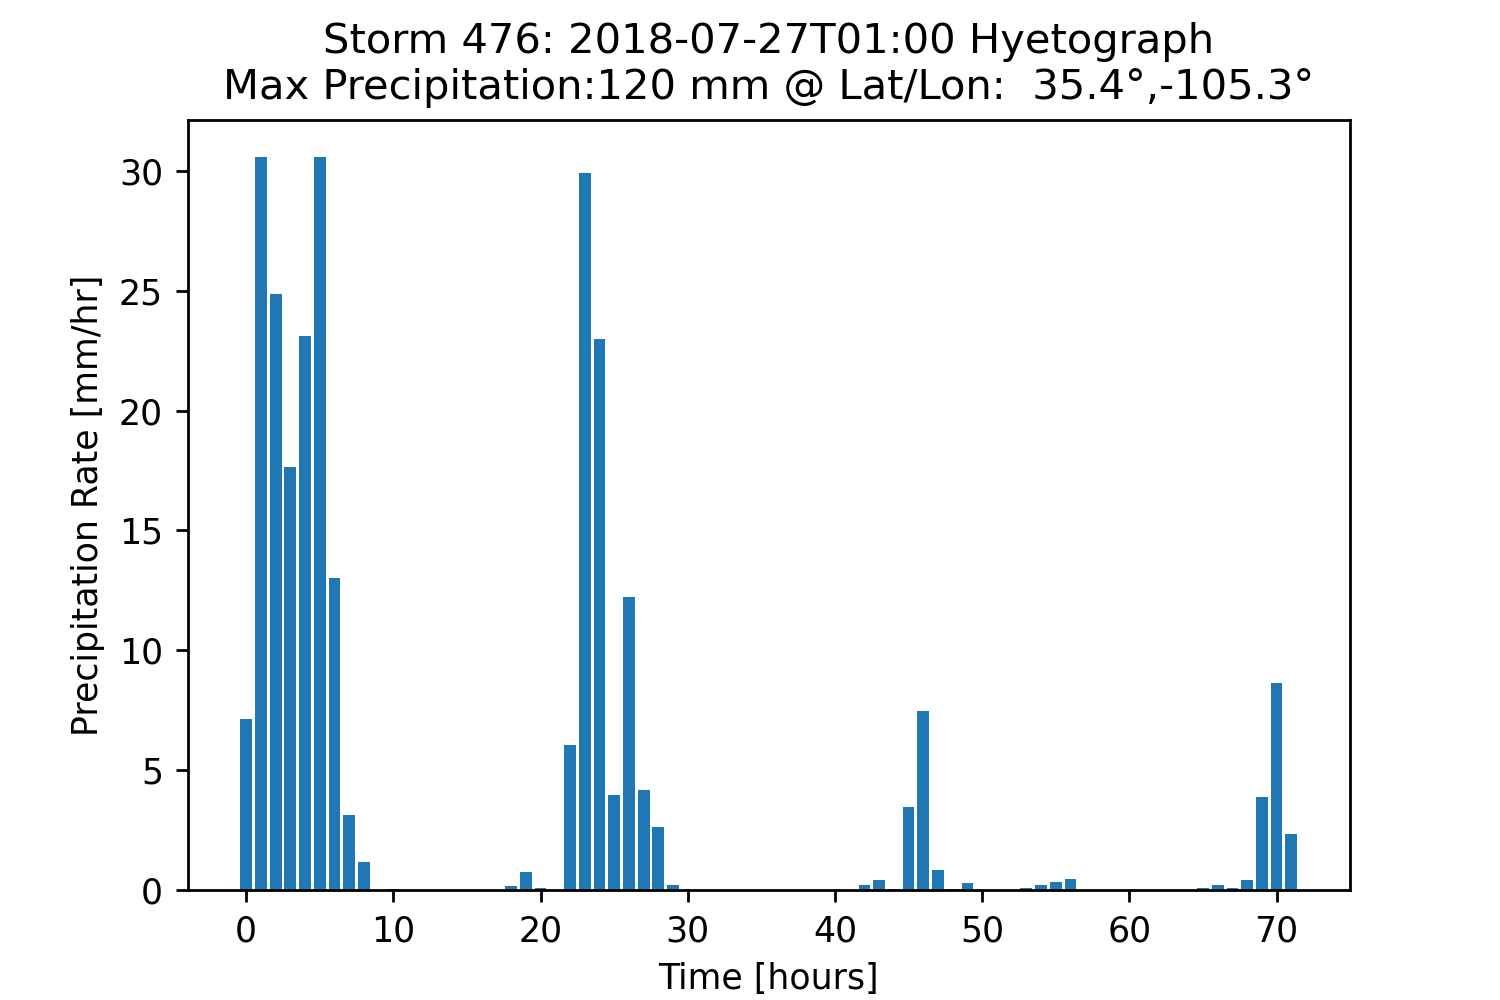 Storm 476: 2018-07-27T01:00 Hyetograph
Max Precipitation:120 mm @ Lat/Lon:  35.4°,-105.3°
Precipitation Rate [mm/hr]
30
25
20
15
10
5
0
0 10 20 30 40 50 60 70
Time [hours]